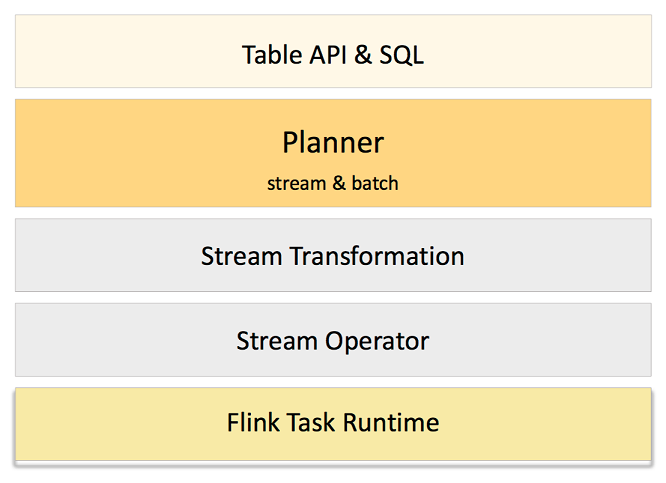 Table API & SQL
Planner
stream & batch
Stream Transformation
Stream Operator
Flink Task Runtime